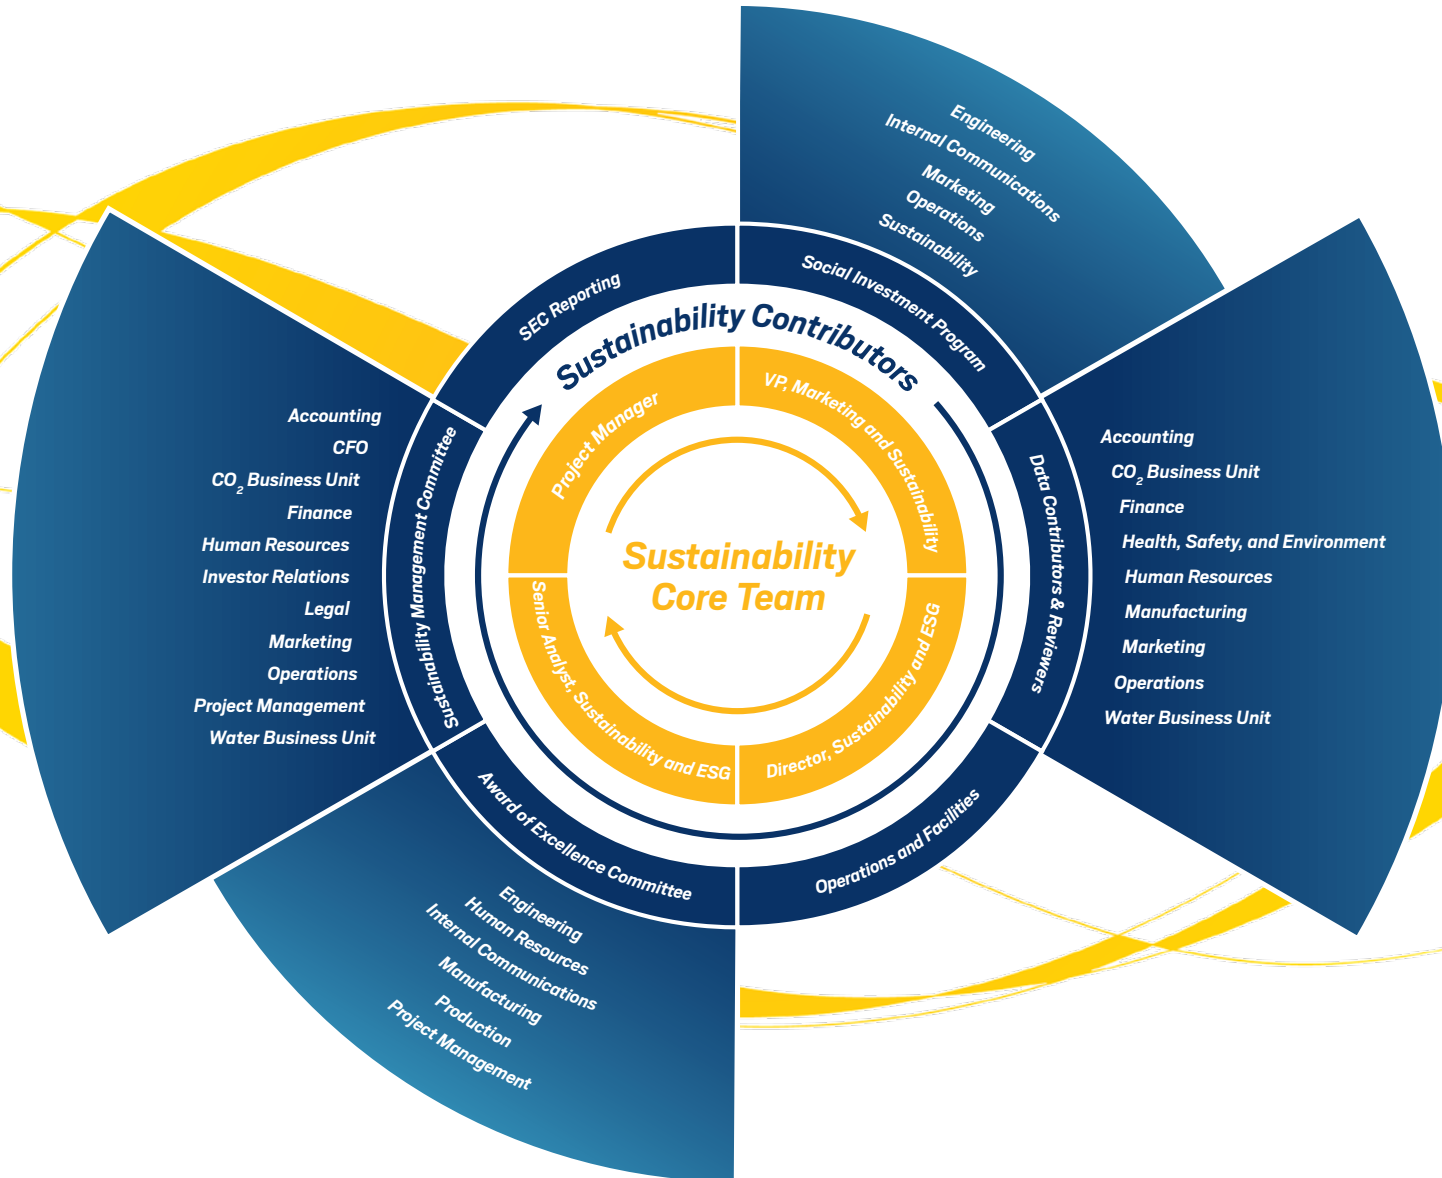 Engineering
Internal Communications
Marketing
Operations
Sustainability
SEC Reporting
Social Investment Program
Sustainability Contributors
Project Manager
VP, Marketing and Sustainability
Sustainability
Core Team
Senior Analyst, Sustainability and ESG
Director, Sustainability and ESG
Sustainability Management Committee
Accounting
CFO
CO2 Business Unit
Finance
Human Resources
Investor Relations
Legal
Marketing
Operations
Project Management
Water Business Unit
Data Contributors & Reviewers
Accounting
CO2 Business Unit
Finance
Health, Safety, and Environment
Human Resources
Manufacturing
Marketing
Operations
Water Business Unit
Award of Excellence Committee
Operations and Facilities
Engineering
Human Resources
Internal Communications
Manufacturing
Production
Project Management